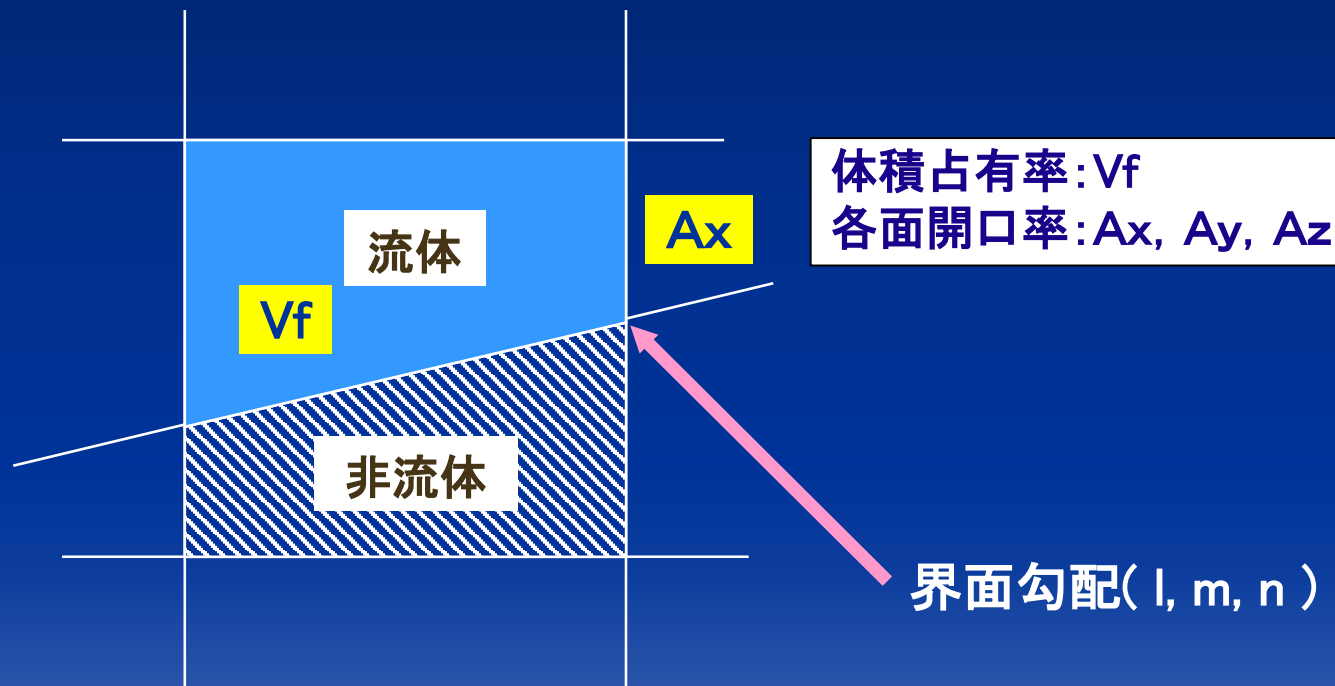 体積占有率:Vf
各面開口率:Ax, Ay, Az
Ax
流体
Vf
非流体
界面勾配( l, m, n )